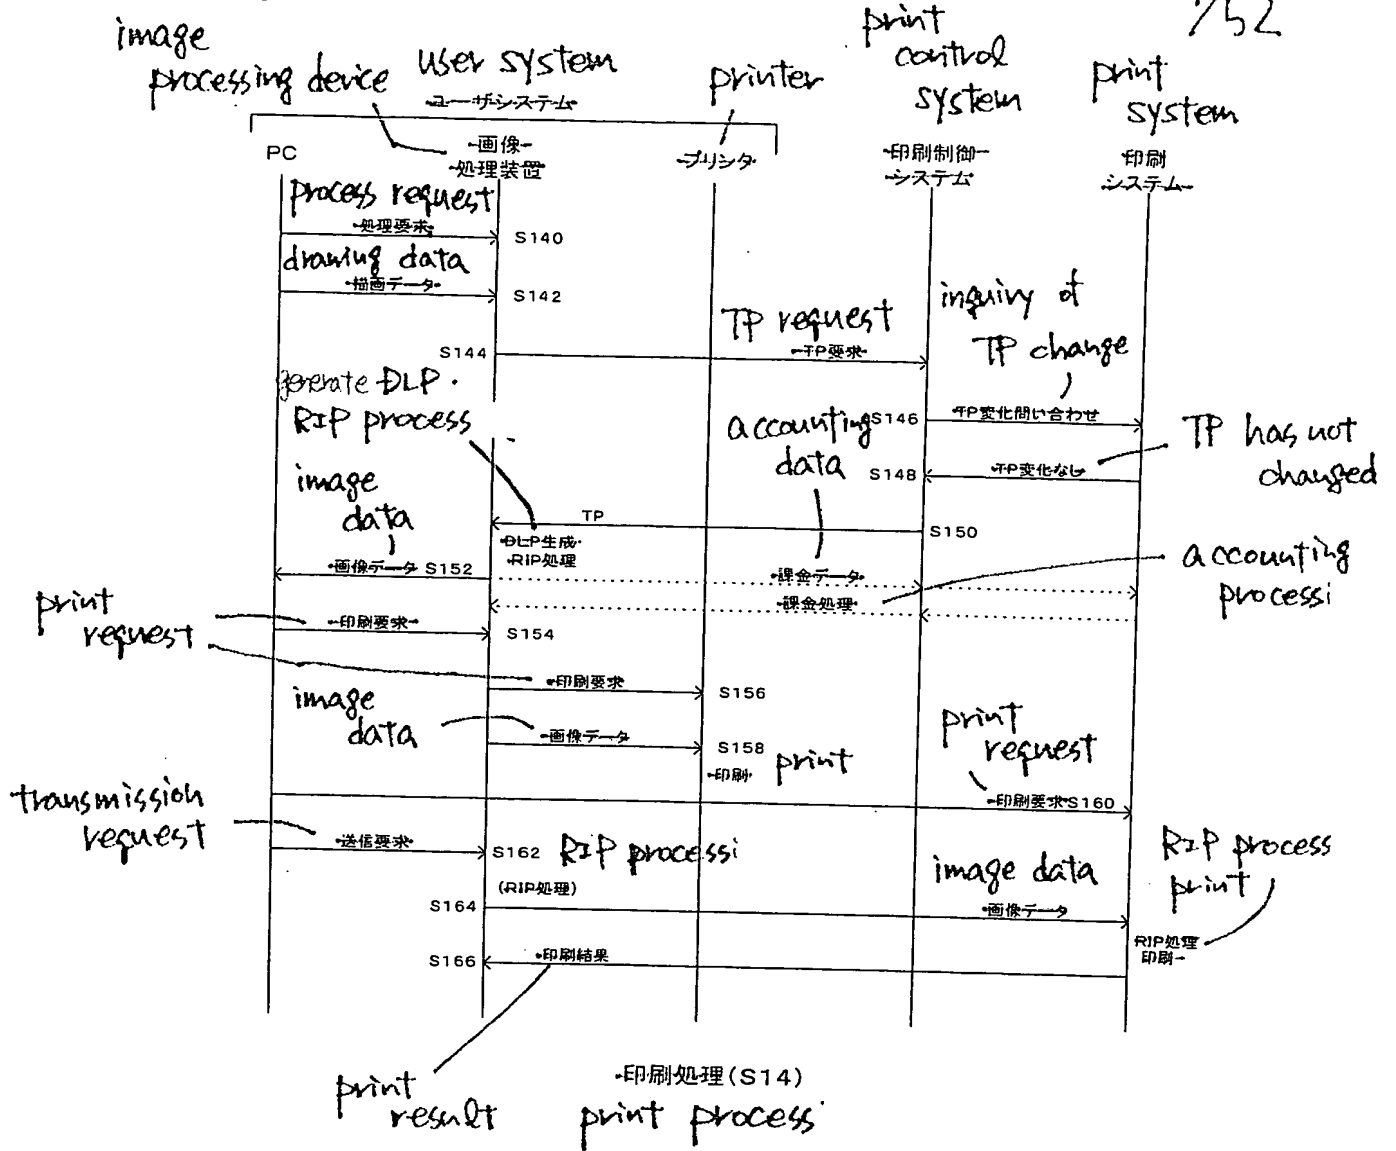 7/52
image
processing device
user system
ユーザシステム
printer
print
control
system
print
system
PC
画像
処理装置
プリンタ
印刷制御
システム
印刷
システム
process request
処理要求
S140
drawing data
描画データ
S142
TP request
S144
TP要求
inquiry of
TP change
generate DLP・
RIP process
accounting
data
S146
TP変化問い合わせ
TP has not
changed
S148
TP変化なし
image
data
TP
S150
DLP生成・
RIP処理
画像データ
S152
課金データ
accounting
課金処理
print
request
印刷要求
S154
印刷要求
S156
image
data
画像データ
S158
印刷
print
print
request
印刷要求
S160
transmission
request
送信要求
S162
RIP processi
(RIP処理)
image data
RIP process
print
S164
画像データ
RIP処理
印刷
S166
印刷結果
print
result
印刷処理(S14)
print process